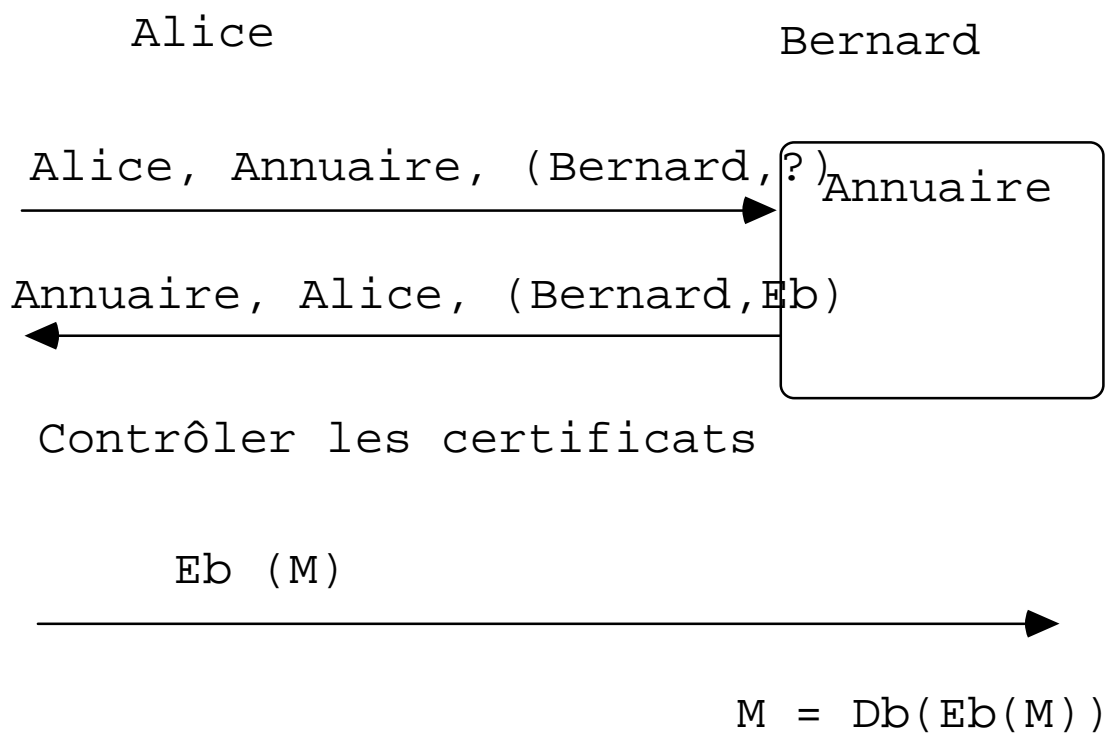 Alice
Bernard
Alice, Annuaire, (Bernard,?)
Annuaire
Annuaire, Alice, (Bernard,Eb)
Contrôler les certificats
Eb (M)
M = Db(Eb(M))